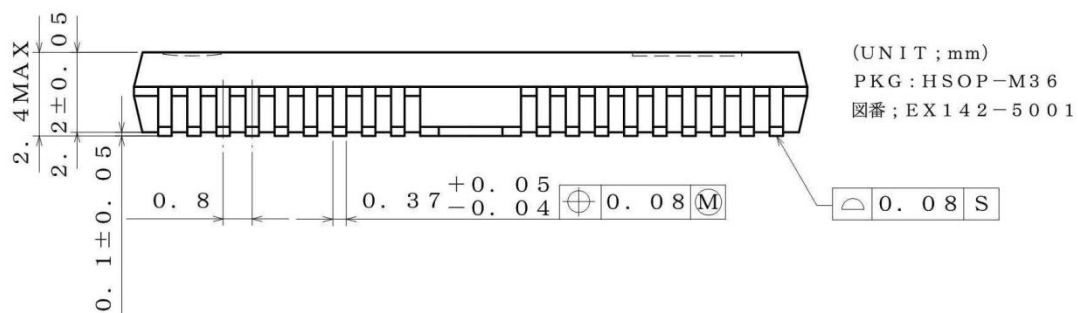 2. 4MAX
2. 2±0. 05
0. 1±0. 05
0. 8
0. 37 +0. 05 -0. 04
⌖ 0. 08 Ⓜ
⌓ 0. 08 S
(UNIT ; mm)
PKG : HSOP-M36
図番 ; EX142-5001